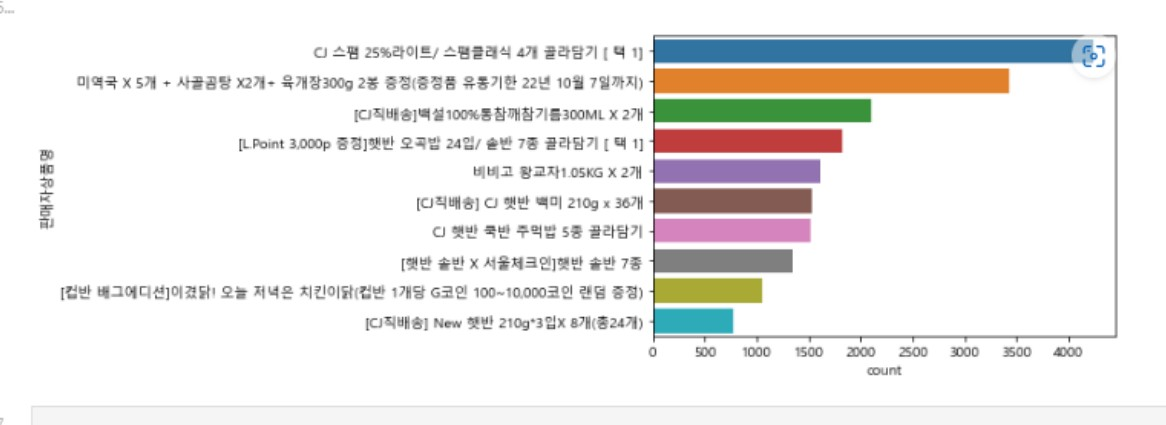 CJ 스팸 25%라이트/ 스팸클래식 4개 골라담기 [ 택 1]
미역국 X 5개 + 사골곰탕 X2개+ 육개장300g 2봉 증정(증정품 유통기한 22년 10월 7일까지)
[CJ직배송]백설100%통참깨참기름300ML X 2개
[L.Point 3,000p 증정]햇반 오곡밥 24입/ 솥반 7종 골라담기 [ 택 1]
비비고 왕교자1.05KG X 2개
[CJ직배송] CJ 햇반 백미 210g x 36개
CJ 햇반 쿡반 주먹밥 5종 골라담기
[햇반 솥반 X 서울체크인]햇반 솥반 7종
[컵반 배그에디션]이겼닭! 오늘 저녁은 치킨이닭(컵반 1개당 G코인 100~10,000코인 랜덤 증정)
[CJ직배송] New 햇반 210g*3입X 8개(총24개)
판매자상품명
0 500 1000 1500 2000 2500 3000 3500 4000
count